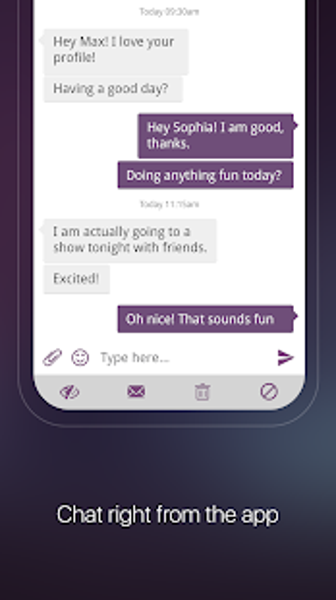 Today 09:30am
Hey Max! I love your
profile!
Having a good day?
Hey Sophia! I am good,
thanks.
Doing anything fun today?
Today 11:15am
I am actually going to a
show tonight with friends.
Excited!
Oh nice! That sounds fun
Type here...
Chat right from the app